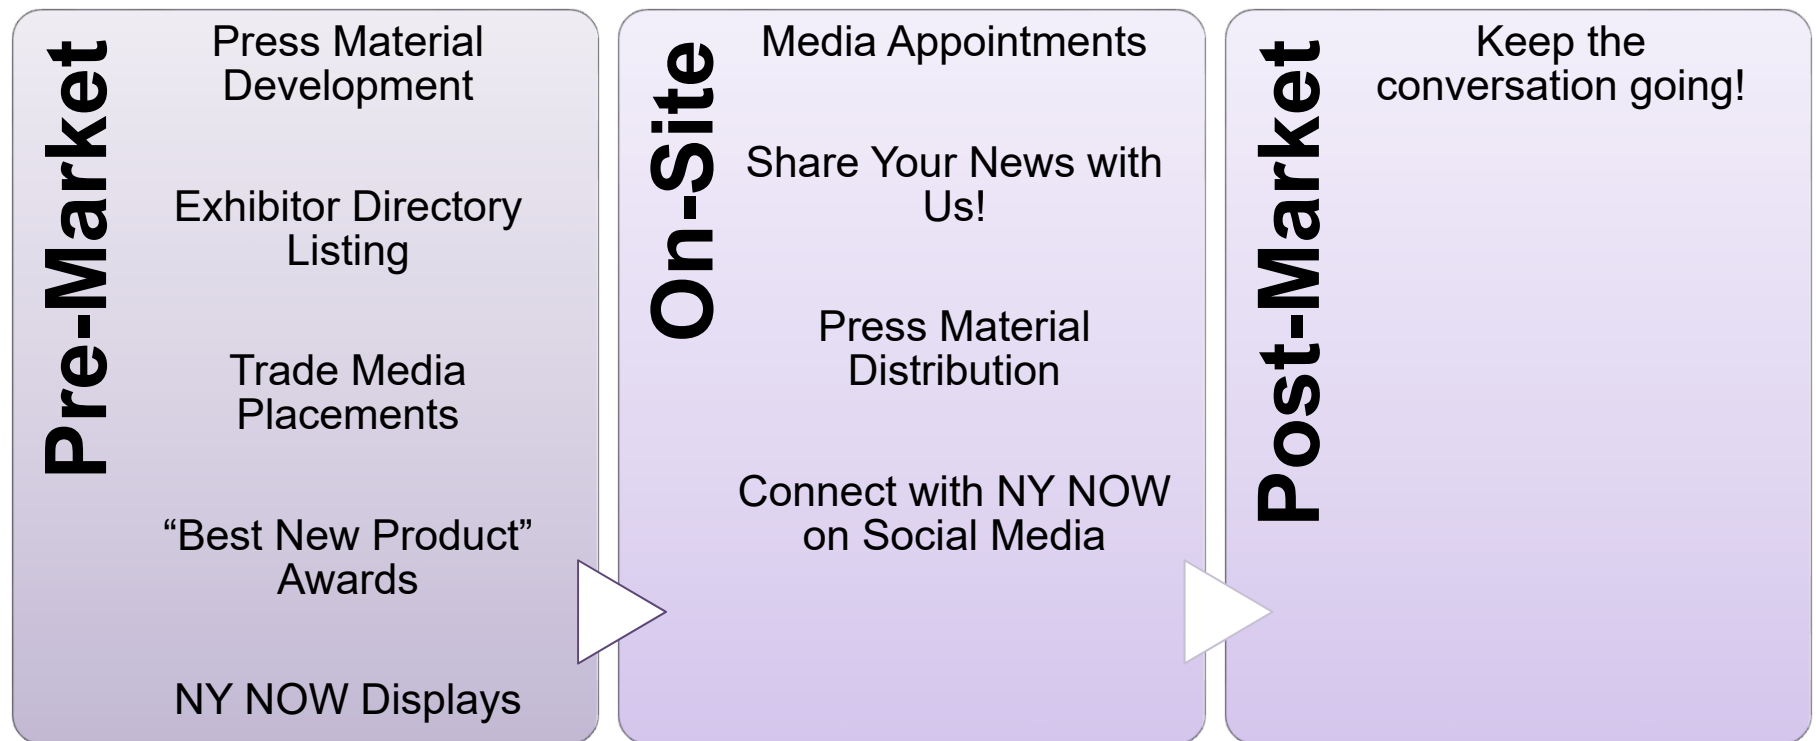 Pre-Market
Press Material
Development
Exhibitor Directory
Listing
Trade Media
Placements
“Best New Product”
Awards
NY NOW Displays
On-Site
Media Appointments
Share Your News with
Us!
Press Material
Distribution
Connect with NY NOW
on Social Media
Post-Market
Keep the
conversation going!